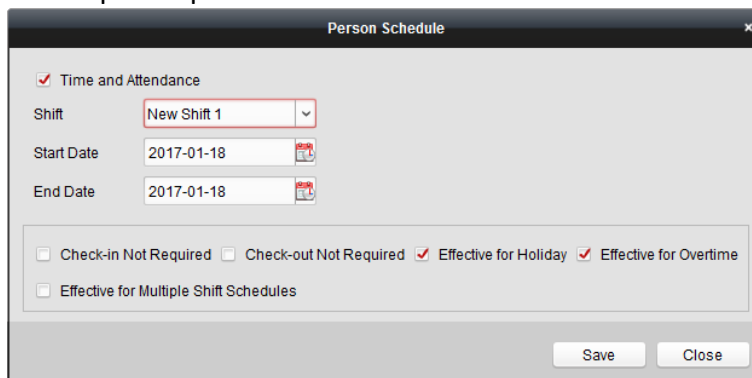 Person Schedule
Time and Attendance
Shift New Shift 1
Start Date 2017-01-18
End Date 2017-01-18
Check-in Not Required Check-out Not Required Effective for Holiday Effective for Overtime
Effective for Multiple Shift Schedules
Save Close